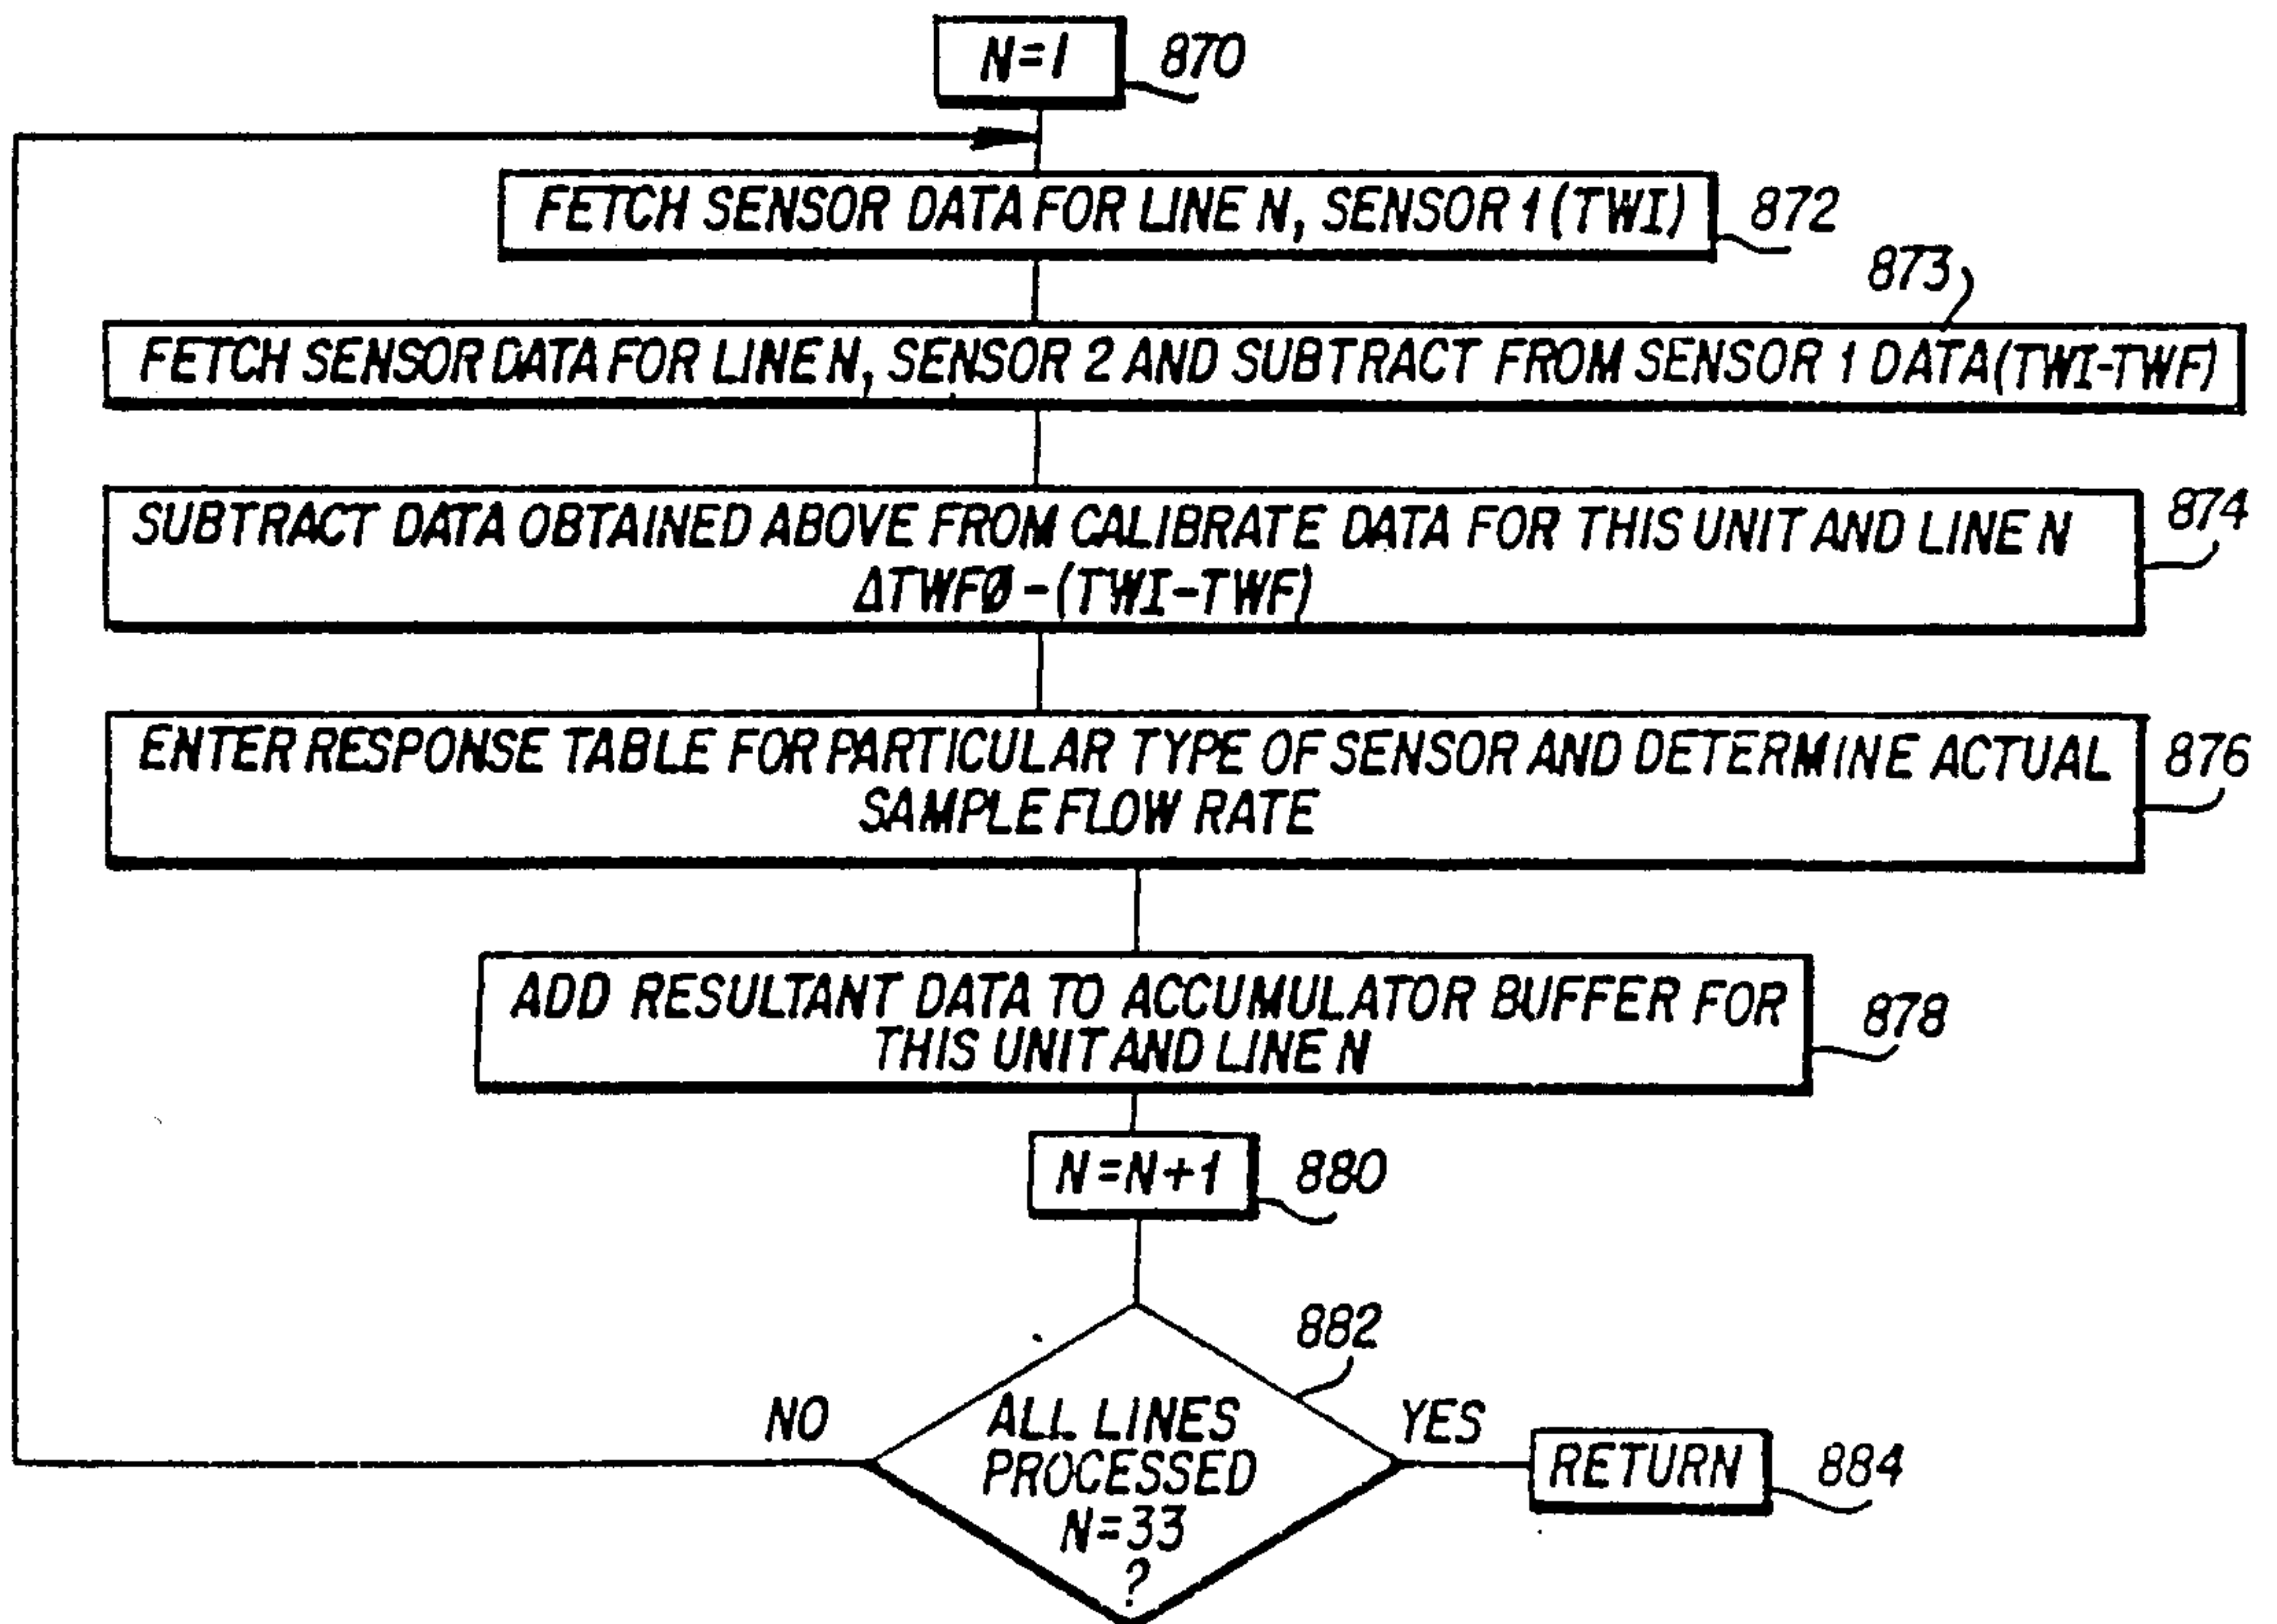 N=1
870
FETCH SENSOR DATA FOR LINE N, SENSOR 1 (TWI)
872
873
FETCH SENSOR DATA FOR LINE N, SENSOR 2 AND SUBTRACT FROM SENSOR 1 DATA (TWI-TWF)
SUBTRACT DATA OBTAINED ABOVE FROM CALIBRATE DATA FOR THIS UNIT AND LINE N
ΔTWFØ-(TWI-TWF)
874
ENTER RESPONSE TABLE FOR PARTICULAR TYPE OF SENSOR AND DETERMINE ACTUAL
SAMPLE FLOW RATE
876
ADD RESULTANT DATA TO ACCUMULATOR BUFFER FOR
THIS UNIT AND LINE N
878
N=N+1
880
882
NO
ALL LINES
PROCESSED
N=33
?
YES
RETURN
884